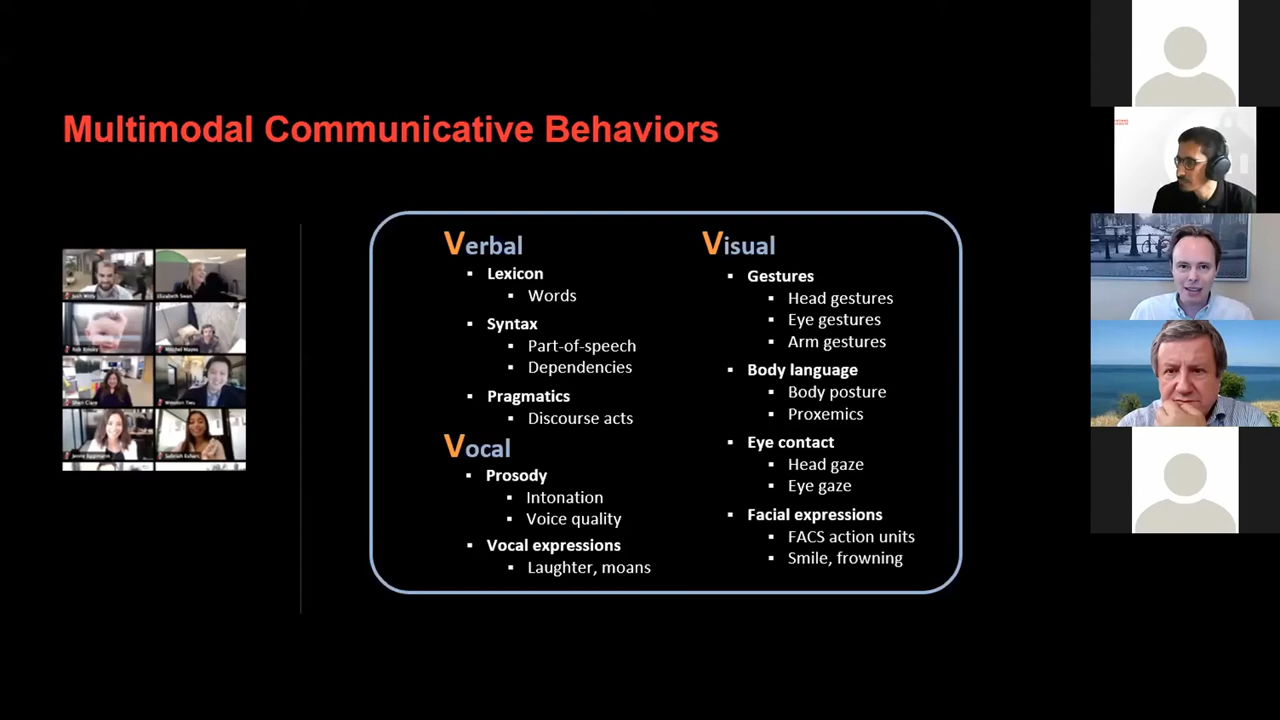 Multimodal Communicative Behaviors
Verbal
Lexicon
Words
Syntax
Part-of-speech
Dependencies
Pragmatics
Discourse acts
Vocal
Prosody
Intonation
Voice quality
Vocal expressions
Laughter, moans
Visual
Gestures
Head gestures
Eye gestures
Arm gestures
Body language
Body posture
Proxemics
Eye contact
Head gaze
Eye gaze
Facial expressions
FACS action units
Smile, frowning